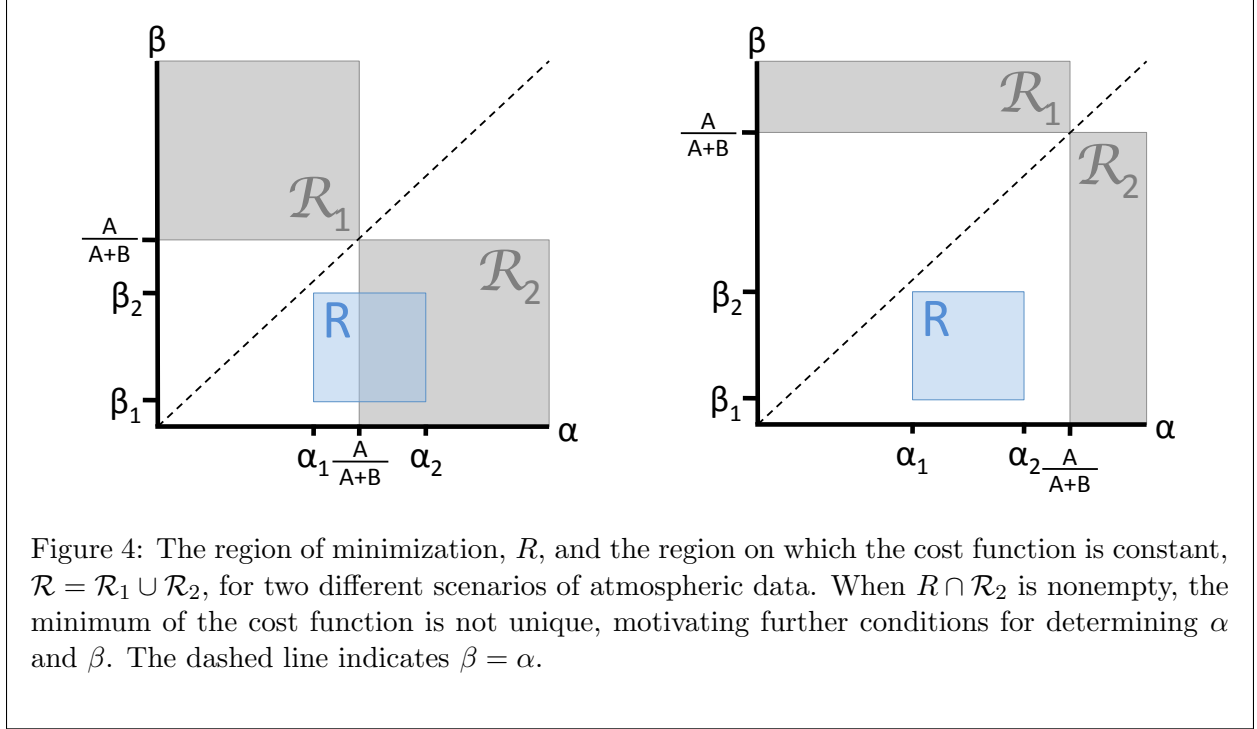 β
ℛ₁
A
A+B
β₂
β₁
ℛ₂
R
α₁ A α₂
A+B
α
β
ℛ₁
A
A+B
β₂
β₁
ℛ₂
R
α₁ α₂ A
A+B
α
Figure 4: The region of minimization, R, and the region on which the cost function is constant,
ℛ = ℛ₁ ∪ ℛ₂, for two different scenarios of atmospheric data. When R ∩ ℛ₂ is nonempty, the
minimum of the cost function is not unique, motivating further conditions for determining α
and β. The dashed line indicates β = α.